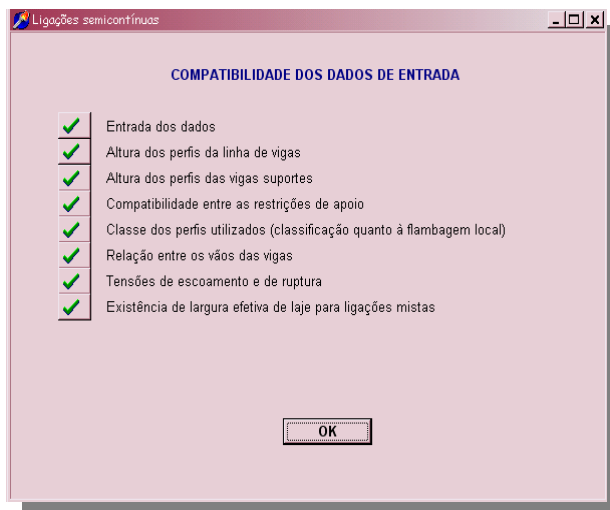 Ligações semicontínuas
COMPATIBILIDADE DOS DADOS DE ENTRADA
Entrada dos dados
Altura dos perfis da linha de vigas
Altura dos perfis das vigas suportes
Compatibilidade entre as restrições de apoio
Classe dos perfis utilizados (classificação quanto à flambagem local)
Relação entre os vãos das vigas
Tensões de escoamento e de ruptura
Existência de largura efetiva de laje para ligações mistas
OK